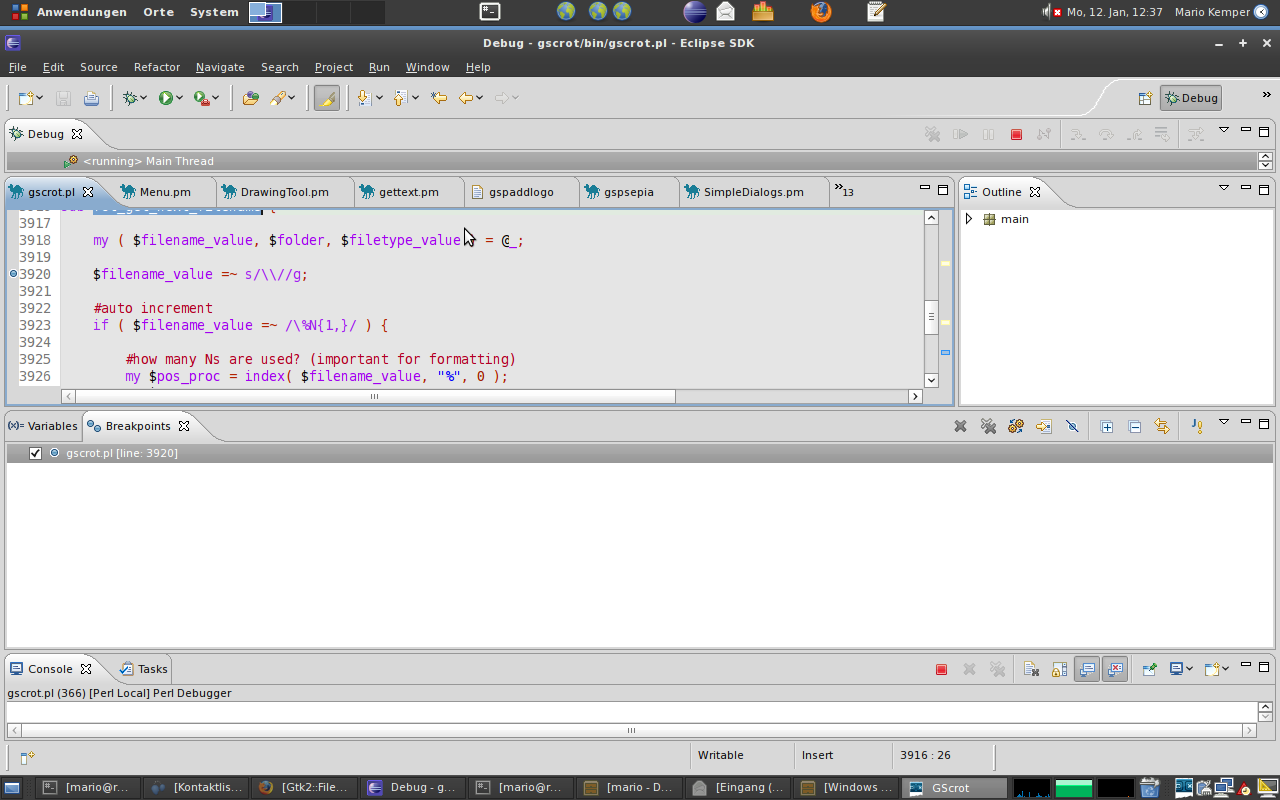 Anwendungen Orte System Mo, 12. Jan, 12:37 Mario Kemper
Debug - gscrot/bin/gscrot.pl - Eclipse SDK
File Edit Source Refactor Navigate Search Project Run Window Help
Debug
Debug
<running> Main Thread
gscrot.pl Menu.pm DrawingTool.pm gettext.pm gspaddlogo gspsepia SimpleDialogs.pm »13
Outline
main
3917
3918 my ( $filename_value, $folder, $filetype_value ) = @_;
3919
3920 $filename_value =~ s/\\//g;
3921
3922 #auto increment
3923 if ( $filename_value =~ /\%N{1,}/ ) {
3924
3925 #how many Ns are used? (important for formatting)
3926 my $pos_proc = index( $filename_value, "%", 0 );
(x)= Variables Breakpoints
gscrot.pl [line: 3920]
Console Tasks
gscrot.pl (366) [Perl Local] Perl Debugger
Writable Insert 3916 : 26
[mario@r... [Kontaktlis... [Gtk2::File... Debug - g... [mario@ro... [mario - D... [Eingang (... [Windows ... GScrot